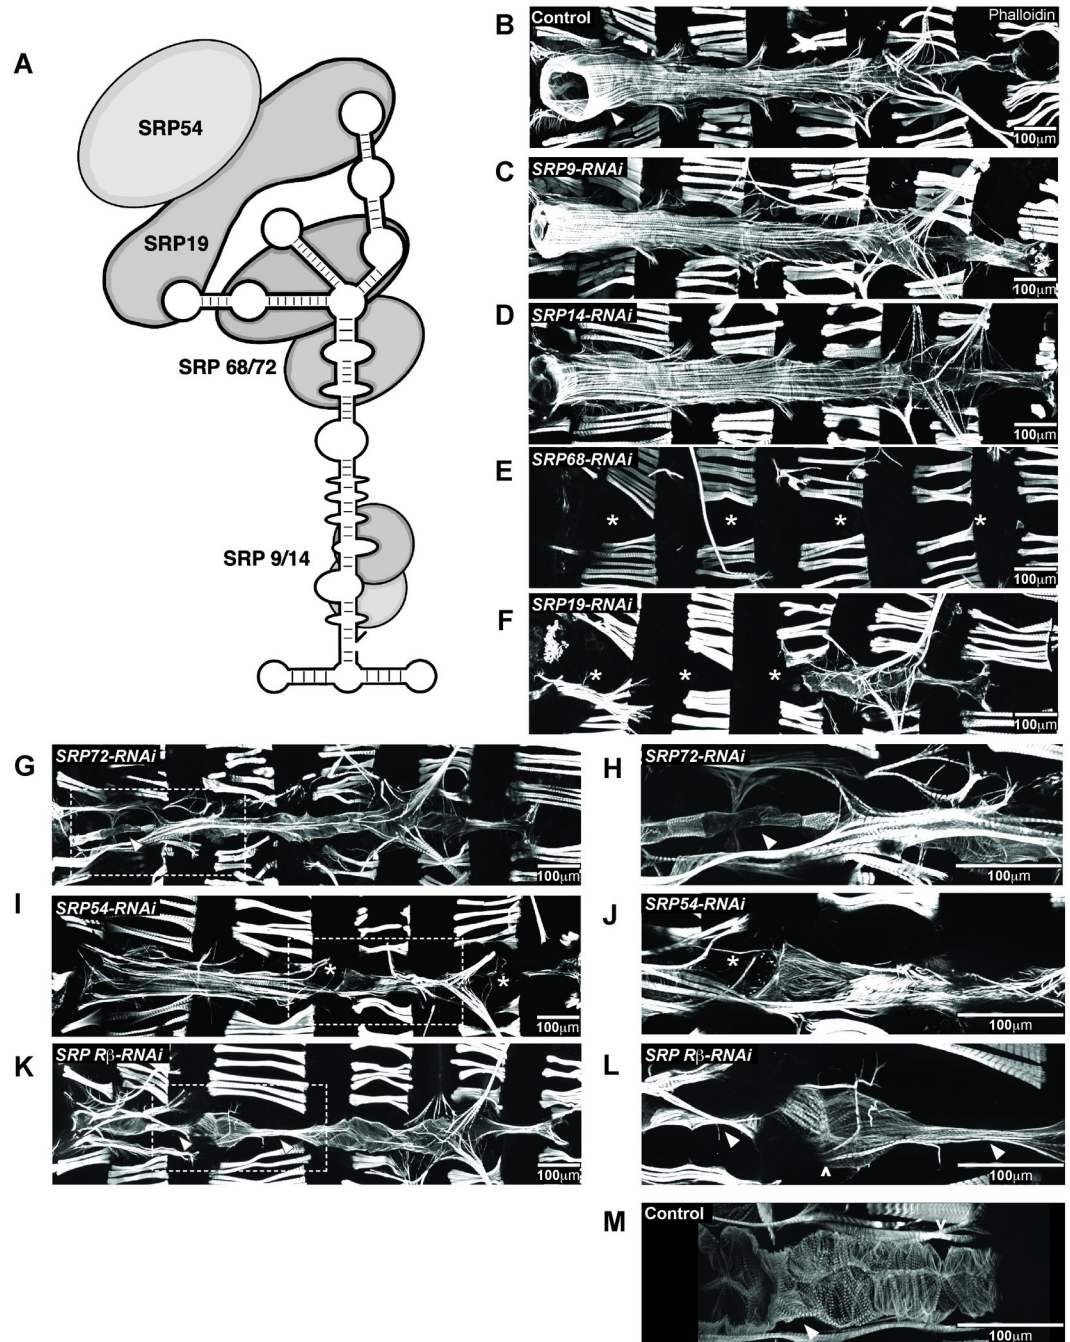 A
SRP54
SRP19
SRP 68/72
SRP 9/14
B
Control
Phalloidin
100μm
C
SRP9-RNAi
100μm
D
SRP14-RNAi
100μm
E
SRP68-RNAi
*
*
*
*
100μm
F
SRP19-RNAi
*
*
*
100μm
G
SRP72-RNAi
100μm
H
SRP72-RNAi
100μm
I
SRP54-RNAi
*
*
100μm
J
SRP54-RNAi
*
100μm
K
SRP Rβ-RNAi
100μm
L
SRP Rβ-RNAi
100μm
M
Control
100μm